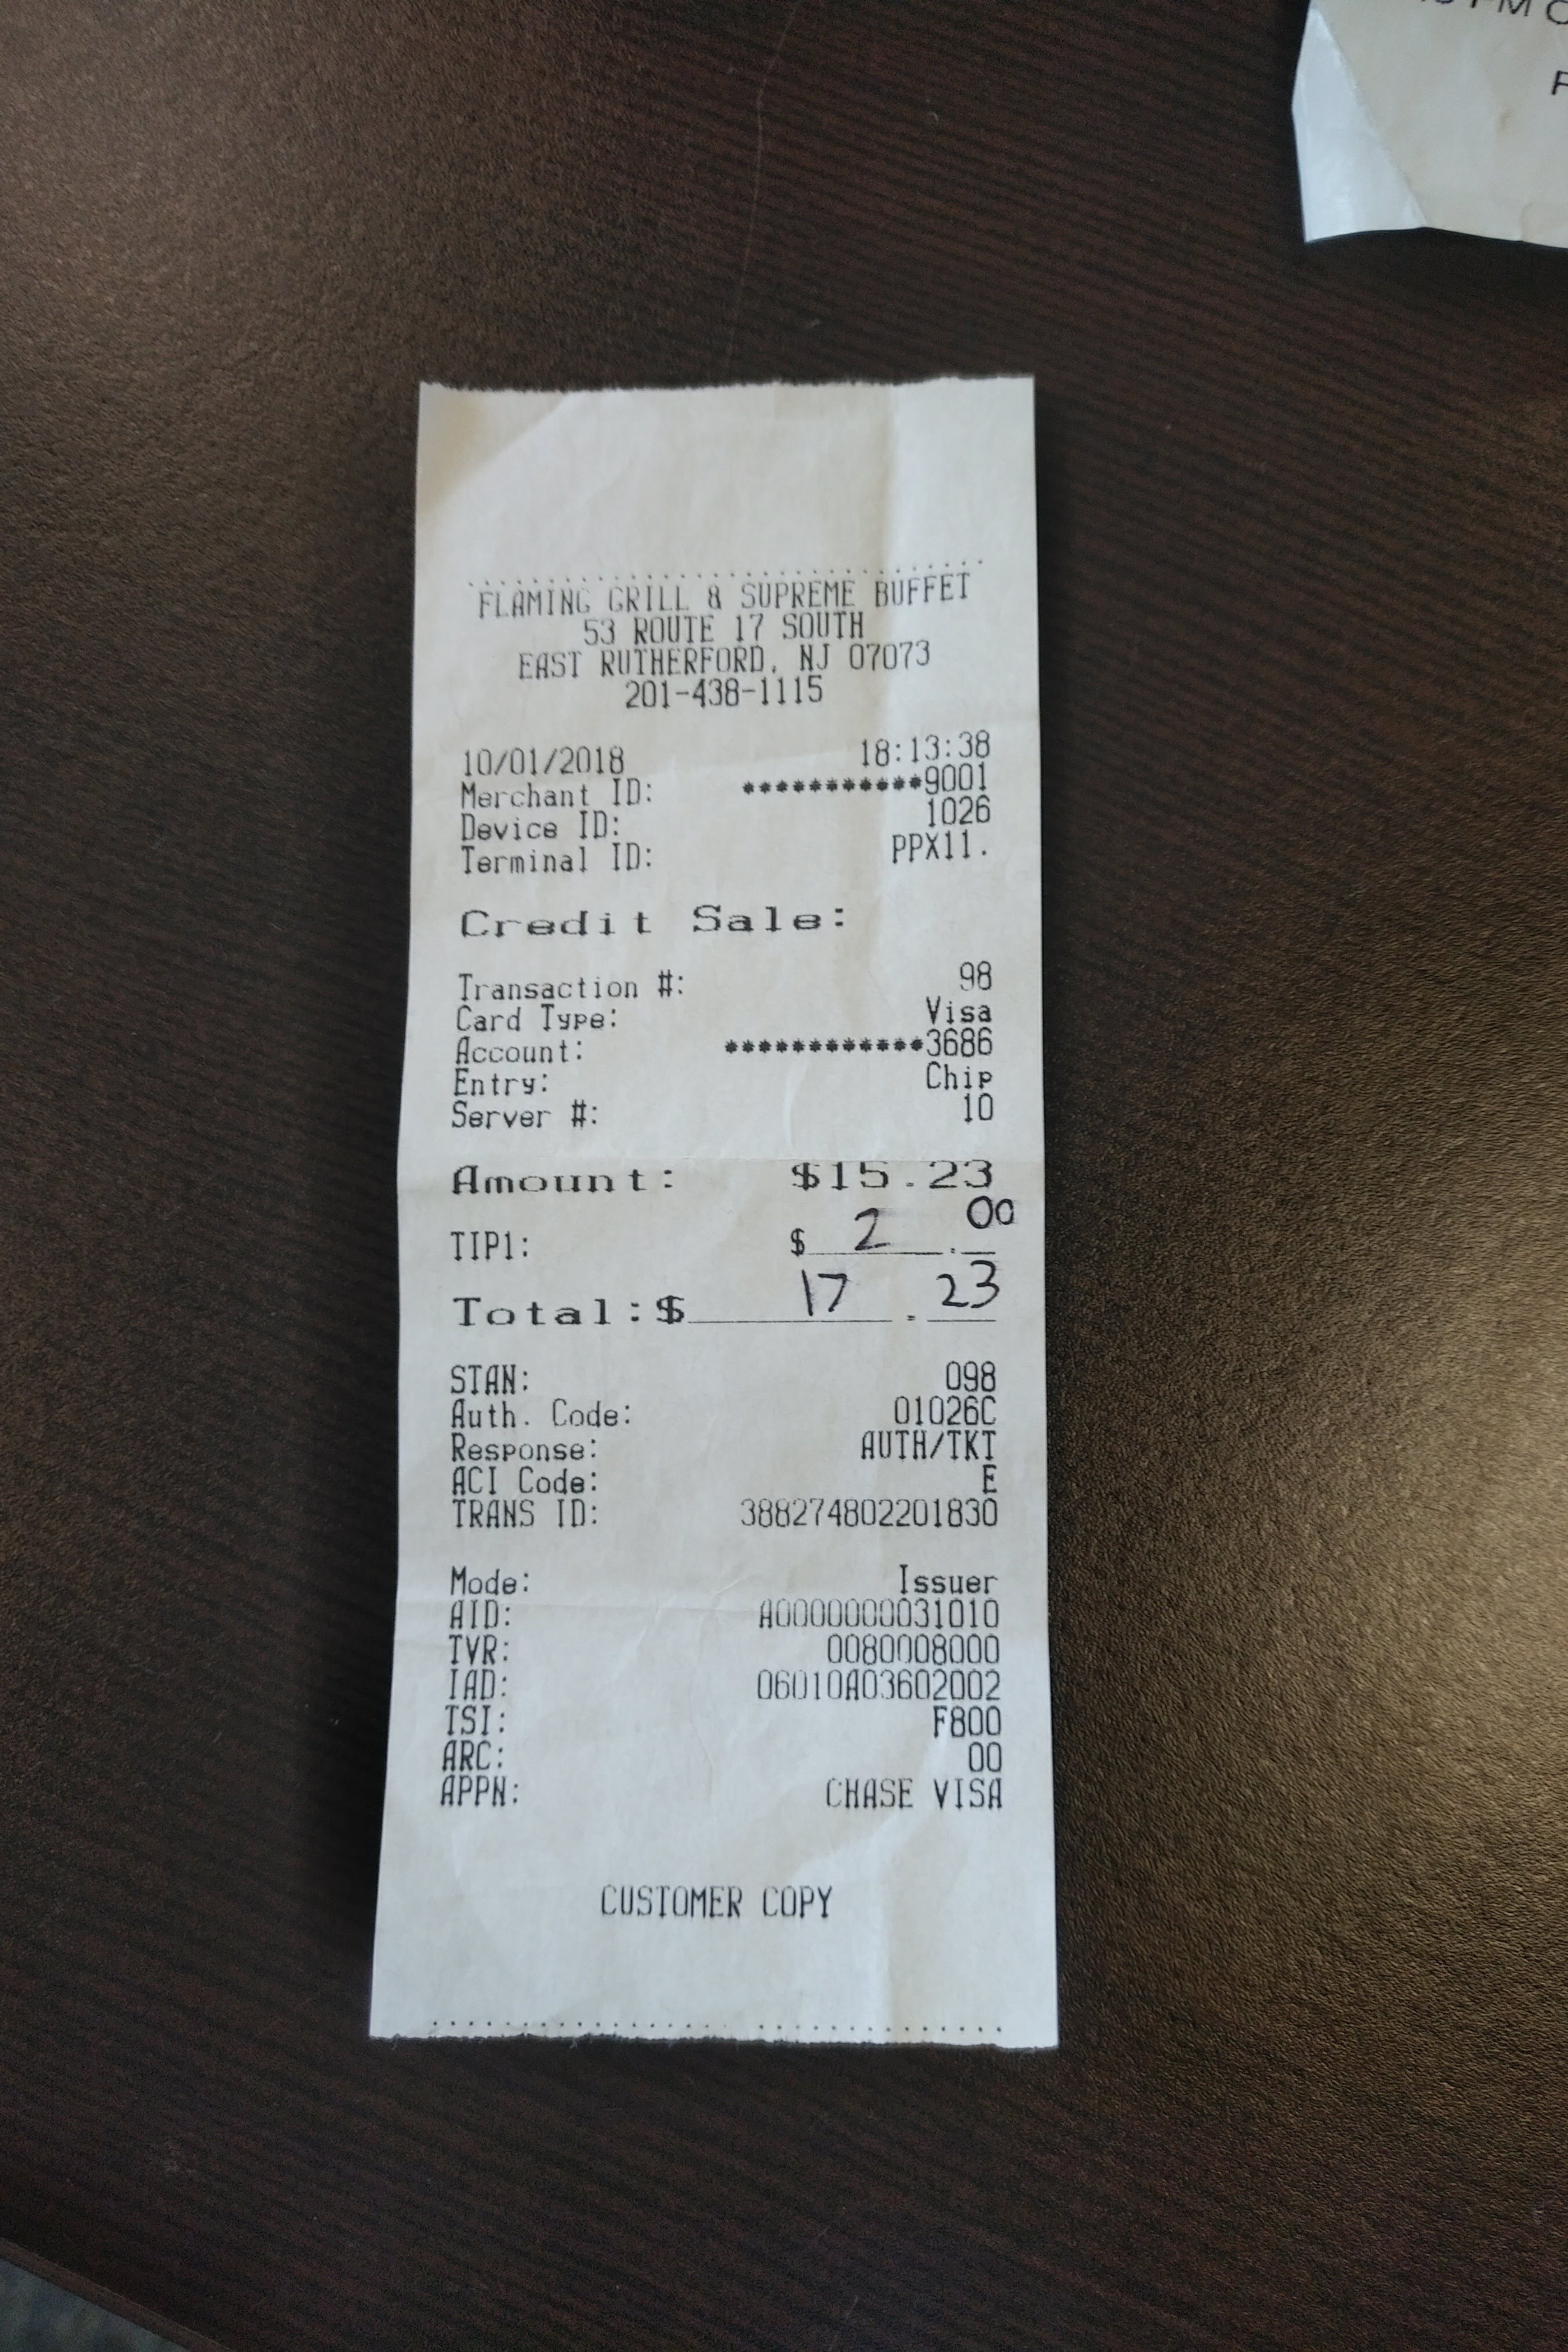 FLAMING GRILL & SUPREME BUFFET
53 ROUTE 17 SOUTH
EAST RUTHERFORD, NJ 07073
201-438-1115
10/01/2018 18:13:38
Merchant ID: ***********9001
Device ID: 1026
Terminal ID: PPX11.
Credit Sale:
Transaction #: 98
Card Type: Visa
Account: ************3686
Entry: Chip
Server #: 10
Amount: $15.23
TIP1: $ 2.00
Total:$ 17.23
STAN: 098
Auth. Code: 01026C
Response: AUTH/TKT
ACI Code: E
TRANS ID: 388274802201830
Mode: Issuer
AID: A0000000031010
TVR: 0080008000
IAD: 06010A03602002
TSI: F800
ARC: 00
APPN: CHASE VISA
CUSTOMER COPY